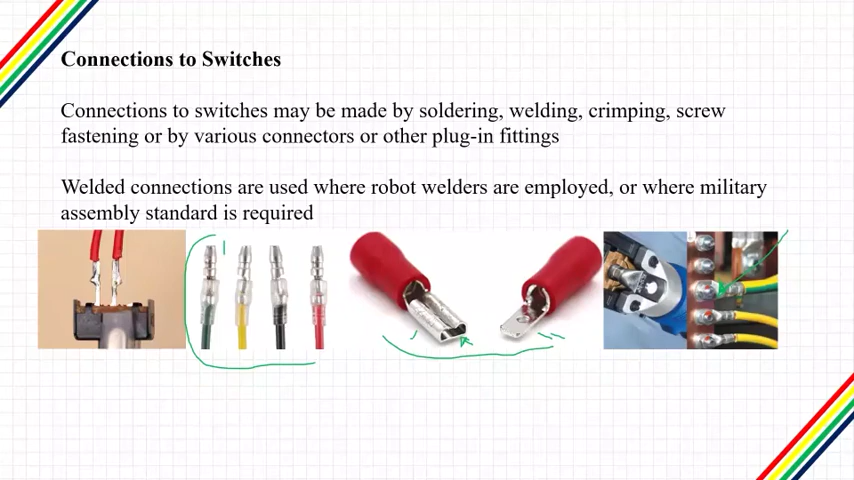 Connections to Switches
Connections to switches may be made by soldering, welding, crimping, screw
fastening or by various connectors or other plug-in fittings
Welded connections are used where robot welders are employed, or where military
assembly standard is required